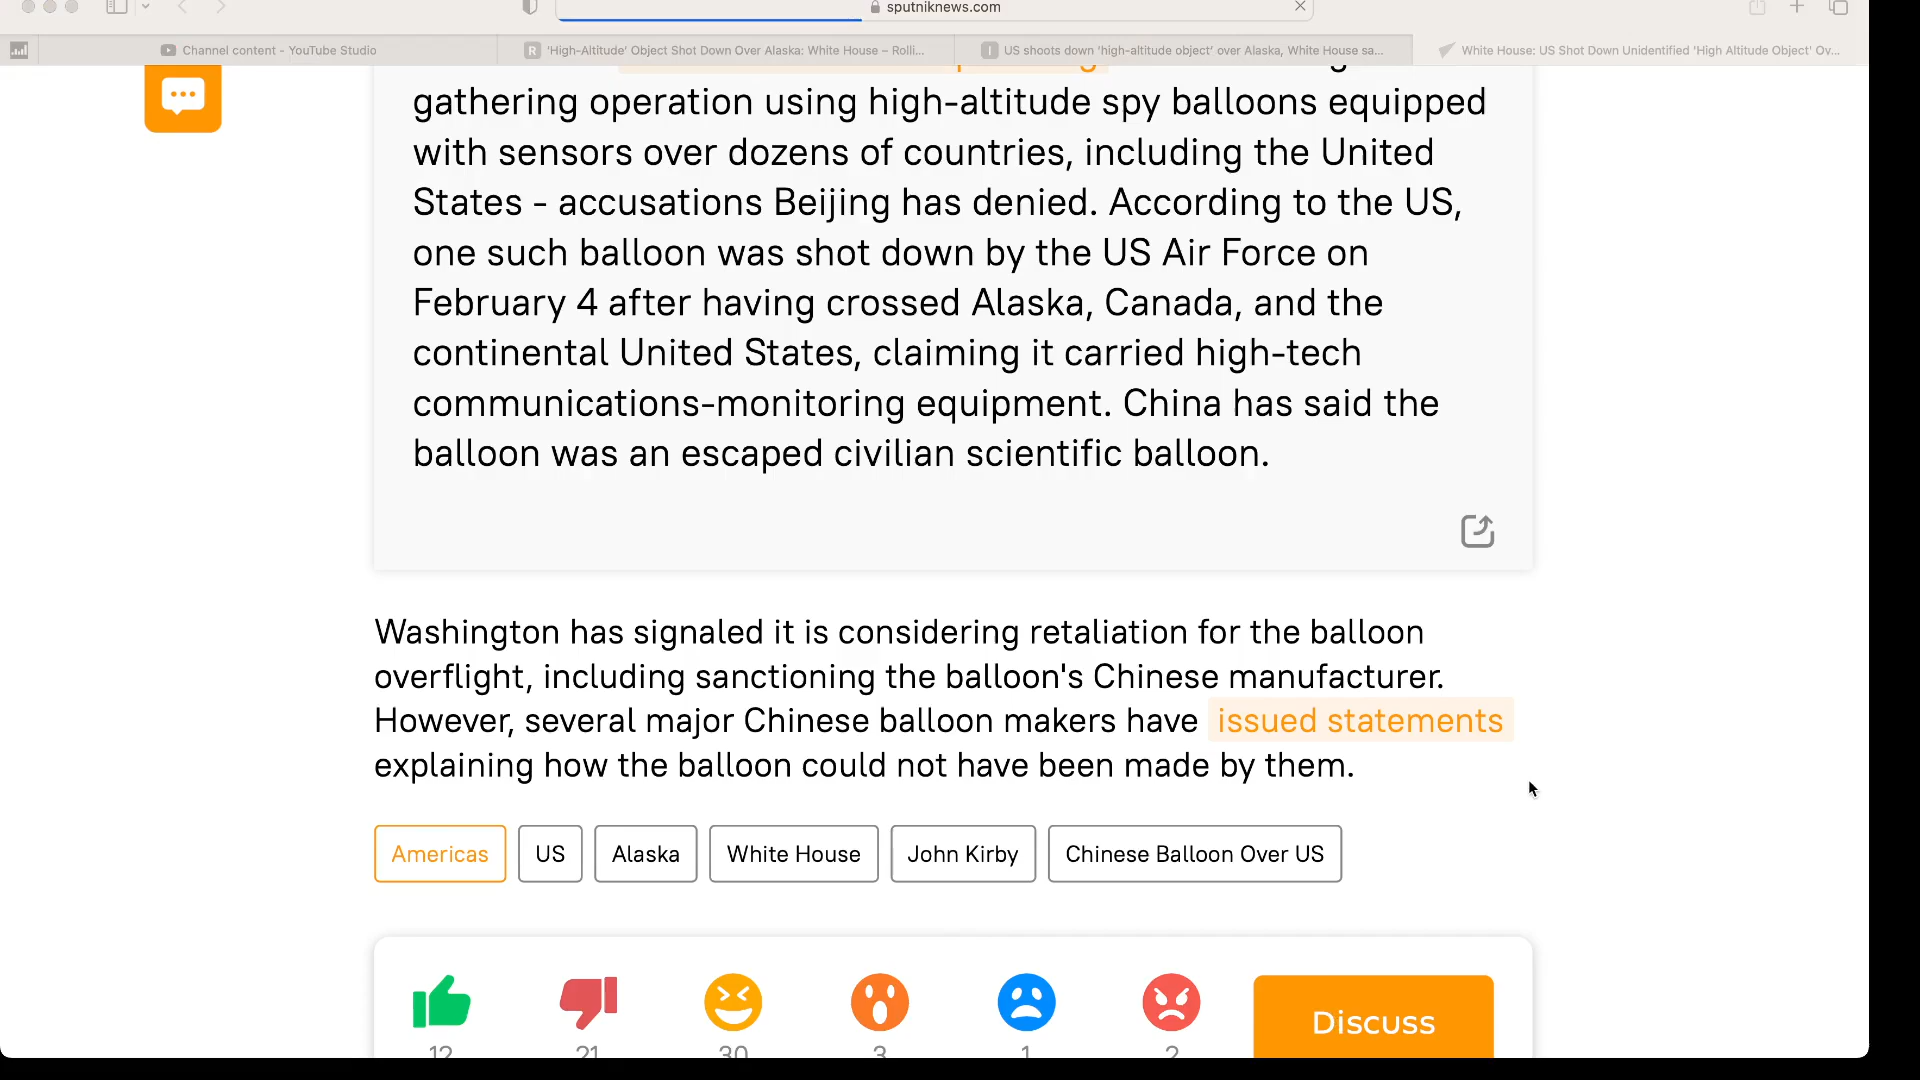 sputniknews.com
Channel content - YouTube Studio
'High-Altitude' Object Shot Down Over Alaska: White House – Rolli...
US shoots down 'high-altitude object' over Alaska, White House sa...
White House: US Shot Down Unidentified 'High Altitude Object' Ov...
gathering operation using high-altitude spy balloons equipped
with sensors over dozens of countries, including the United
States - accusations Beijing has denied. According to the US,
one such balloon was shot down by the US Air Force on
February 4 after having crossed Alaska, Canada, and the
continental United States, claiming it carried high-tech
communications-monitoring equipment. China has said the
balloon was an escaped civilian scientific balloon.
Washington has signaled it is considering retaliation for the balloon
overflight, including sanctioning the balloon's Chinese manufacturer.
However, several major Chinese balloon makers have issued statements
explaining how the balloon could not have been made by them.
Americas US Alaska White House John Kirby Chinese Balloon Over US
Discuss
12 21 30 3 1 2